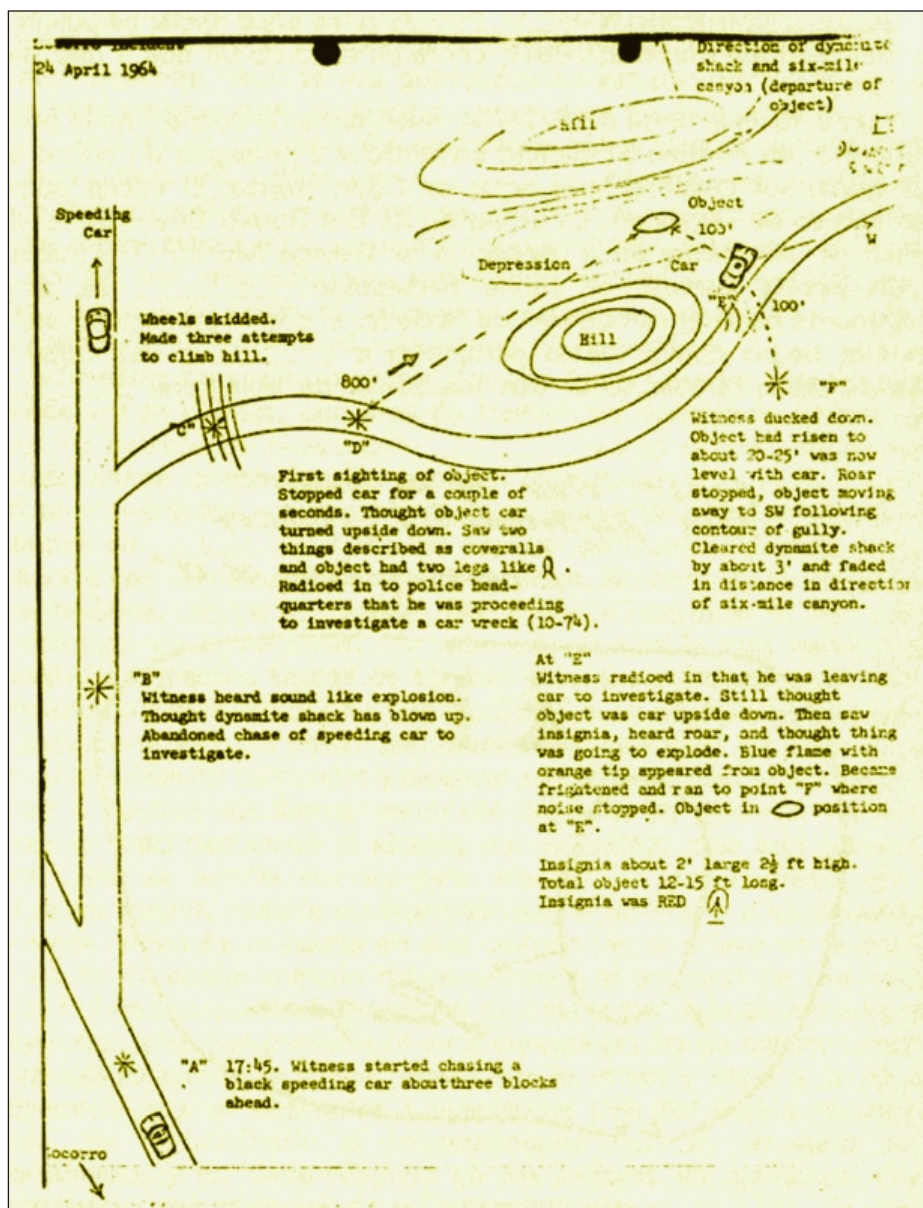 Socorro Incident
24 April 1964
Direction of dynamite
shack and six-mile
canyon (departure of
object)
Hill
Speeding
Car
Object
100'
Depression
Car
"E"
100'
W
Wheels skidded.
Made three attempts
to climb hill.
Hill
800'
"F"
"C"
"D"
Witness ducked down.
Object had risen to
about 20-25' was now
level with car. Roar
stopped, object moving
away to SW following
contour of gully.
Cleared dynamite shack
by about 3' and faded
in distance in direction
of six-mile canyon.
First sighting of object.
Stopped car for a couple of
seconds. Thought object car
turned upside down. Saw two
things described as coveralls
and object had two legs like .
Radioed in to police head-
quarters that he was proceeding
to investigate a car wreck (10-74).
"B"
Witness heard sound like explosion.
Thought dynamite shack has blown up.
Abandoned chase of speeding car to
investigate.
At "E"
Witness radioed in that he was leaving
car to investigate. Still thought
object was car upside down. Then saw
insignia, heard roar, and thought thing
was going to explode. Blue flame with
orange tip appeared from object. Became
frightened and ran to point "F" where
noise stopped. Object in position
at "E".
Insignia about 2' large 2½ ft high.
Total object 12-15 ft long.
Insignia was RED
"A" 17:45. Witness started chasing a
black speeding car aboutthree blocks
ahead.
Socorro